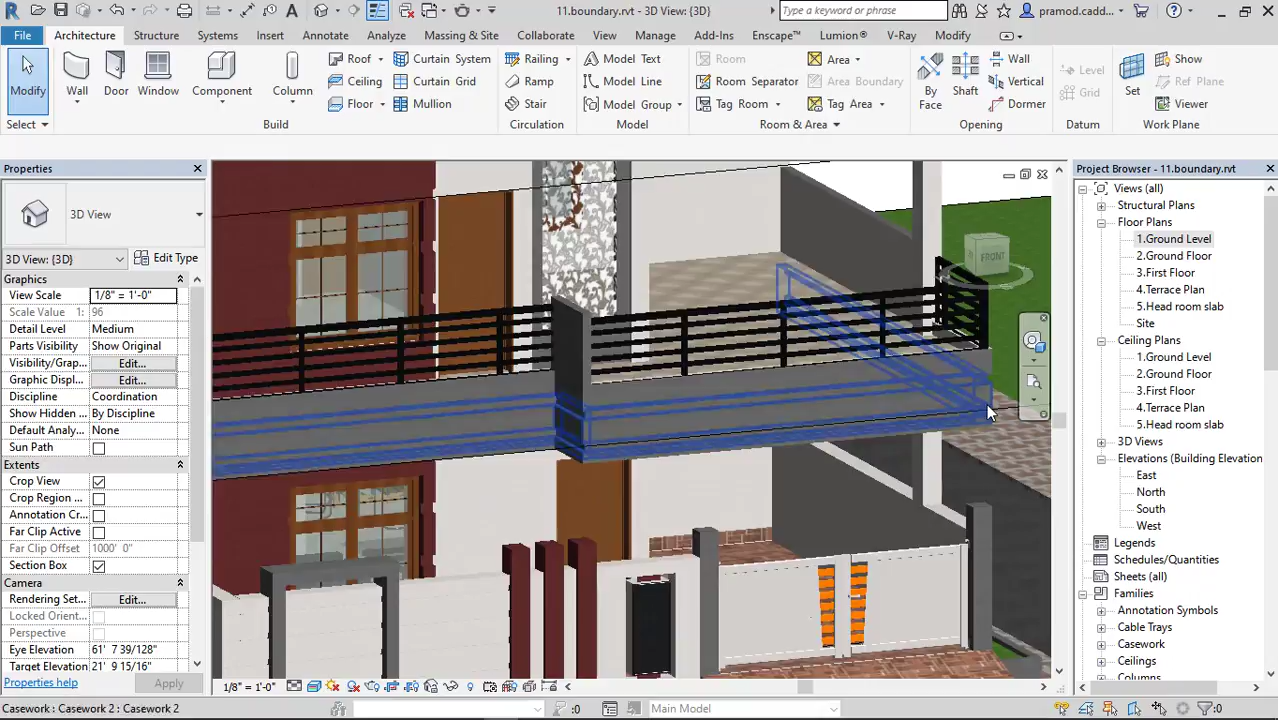 11.boundary.rvt - 3D View: {3D}
Type a keyword or phrase
pramod.cadd...
File Architecture Structure Systems Insert Annotate Analyze Massing & Site Collaborate View Manage Add-Ins Enscape™ Lumion® V-Ray Modify
Modify
Wall
Door
Window
Component
Column
Roof
Ceiling
Floor
Curtain System
Curtain Grid
Mullion
Railing
Ramp
Stair
Model Text
Model Line
Model Group
Room
Room Separator
Tag Room
Area
Area Boundary
Tag Area
By Face
Shaft
Wall
Vertical
Dormer
Level
Grid
Set
Show
Ref Plane
Viewer
Select Build Circulation Model Room & Area Opening Datum Work Plane
Properties
3D View
3D View: {3D} Edit Type
Graphics
View Scale 1/8" = 1'-0"
Scale Value 1: 96
Detail Level Medium
Parts Visibility Show Original
Visibility/Grap... Edit...
Graphic Displ... Edit...
Discipline Coordination
Show Hidden ... By Discipline
Default Analy... None
Sun Path
Extents
Crop View
Crop Region ...
Annotation Cr...
Far Clip Active
Far Clip Offset 1000' 0"
Section Box
Camera
Rendering Set... Edit...
Locked Orient...
Perspective
Eye Elevation 61' 7 39/128"
Target Elevation 21' 9 15/16"
Properties help Apply
FRONT
Project Browser - 11.boundary.rvt
Views (all)
Structural Plans
Floor Plans
1.Ground Level
2.Ground Floor
3.First Floor
4.Terrace Plan
5.Head room slab
Site
Ceiling Plans
1.Ground Level
2.Ground Floor
3.First Floor
4.Terrace Plan
5.Head room slab
3D Views
Elevations (Building Elevation
East
North
South
West
Legends
Schedules/Quantities
Sheets (all)
Families
Annotation Symbols
Cable Trays
Casework
Ceilings
Columns
1/8" = 1'-0"
Casework : Casework 2 : Casework 2
:0
Main Model
:0